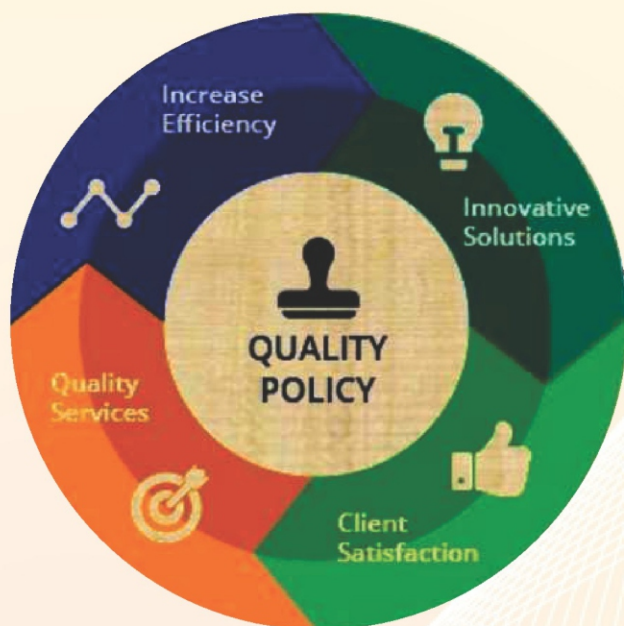 Increase
Efficiency
Innovative
Solutions
QUALITY
POLICY
Quality
Services
Client
Satisfaction